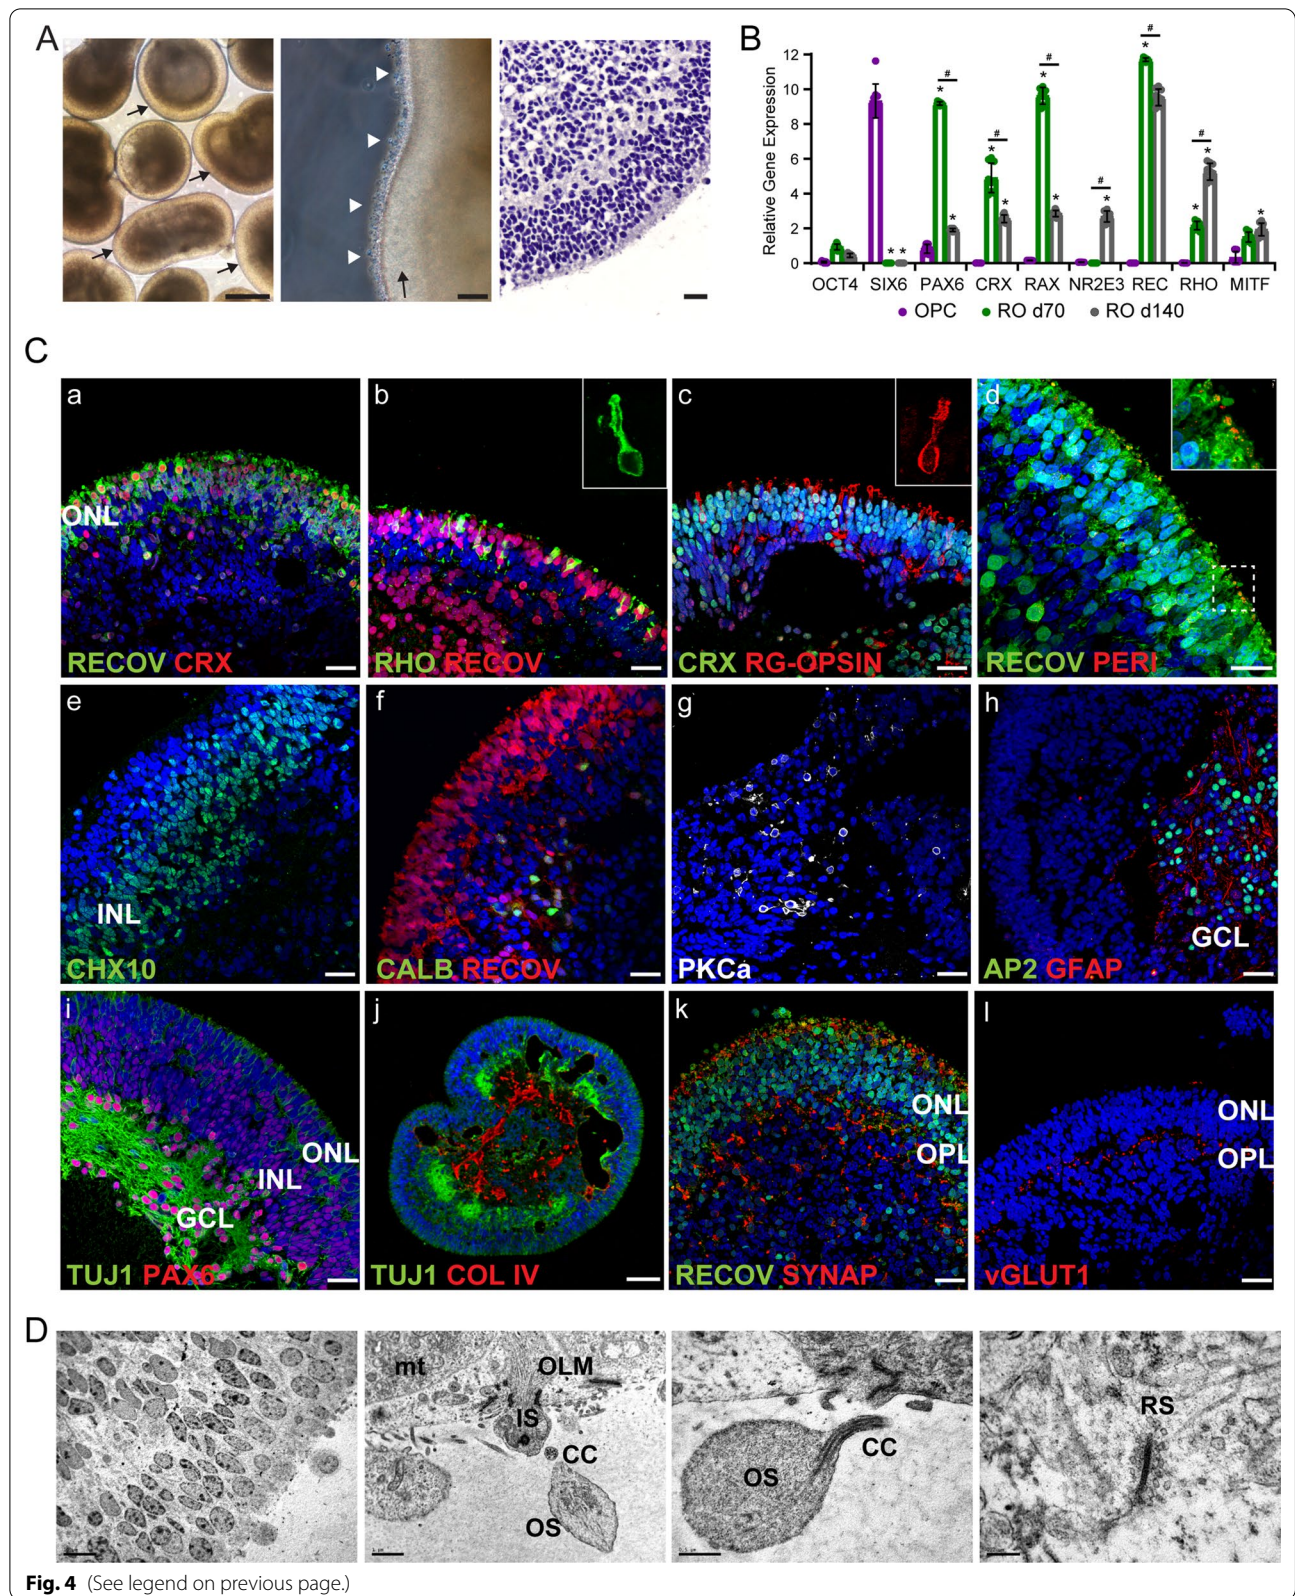 A
B
Relative Gene Expression
12
10
8
6
4
2
0
#
*
*
* *
#
*
*
#
*
*
#
*
*
#
*
#
*
#
*
*
*
OCT4 SIX6 PAX6 CRX RAX NR2E3 REC RHO MITF
OPC RO d70 RO d140
C
a
ONL
RECOV CRX
b
RHO RECOV
c
CRX RG-OPSIN
d
RECOV PERI
e
INL
CHX10
f
CALB RECOV
g
PKCa
h
GCL
AP2 GFAP
i
ONL
INL
GCL
TUJ1 PAX6
j
TUJ1 COL IV
k
ONL
OPL
RECOV SYNAP
l
ONL
OPL
vGLUT1
D
mt OLM
IS
CC
OS
CC
OS
RS
Fig. 4 (See legend on previous page.)